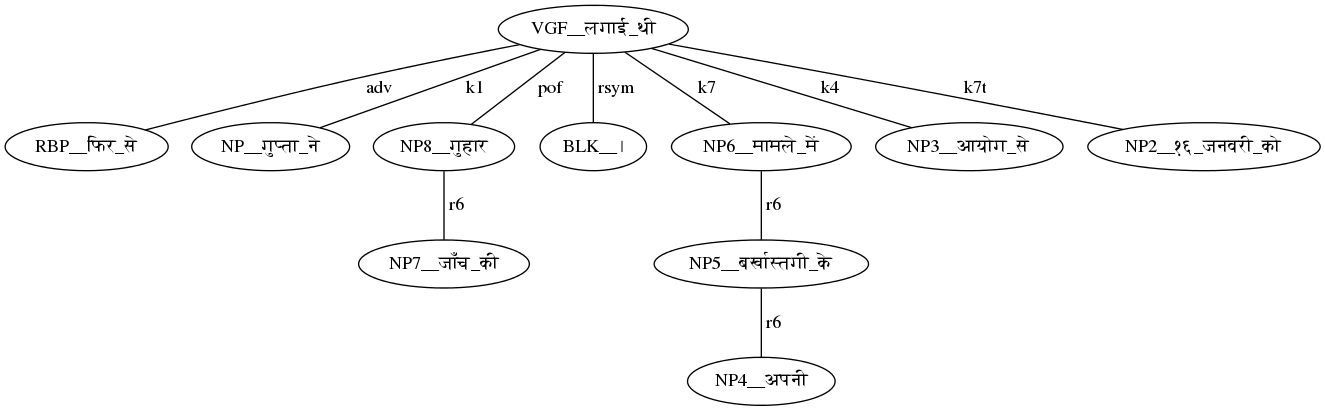 VGF__लगाई_थी
adv k1 pof rsym k7 k4 k7t
RBP__फिर_से NP__गुप्ता_ने NP8__गुहार BLK__। NP6__मामले_में NP3__आयोग_से NP2__१६_जनवरी_को
r6 r6
NP7__जाँच_की NP5__बर्खास्तगी_के
r6
NP4__अपनी